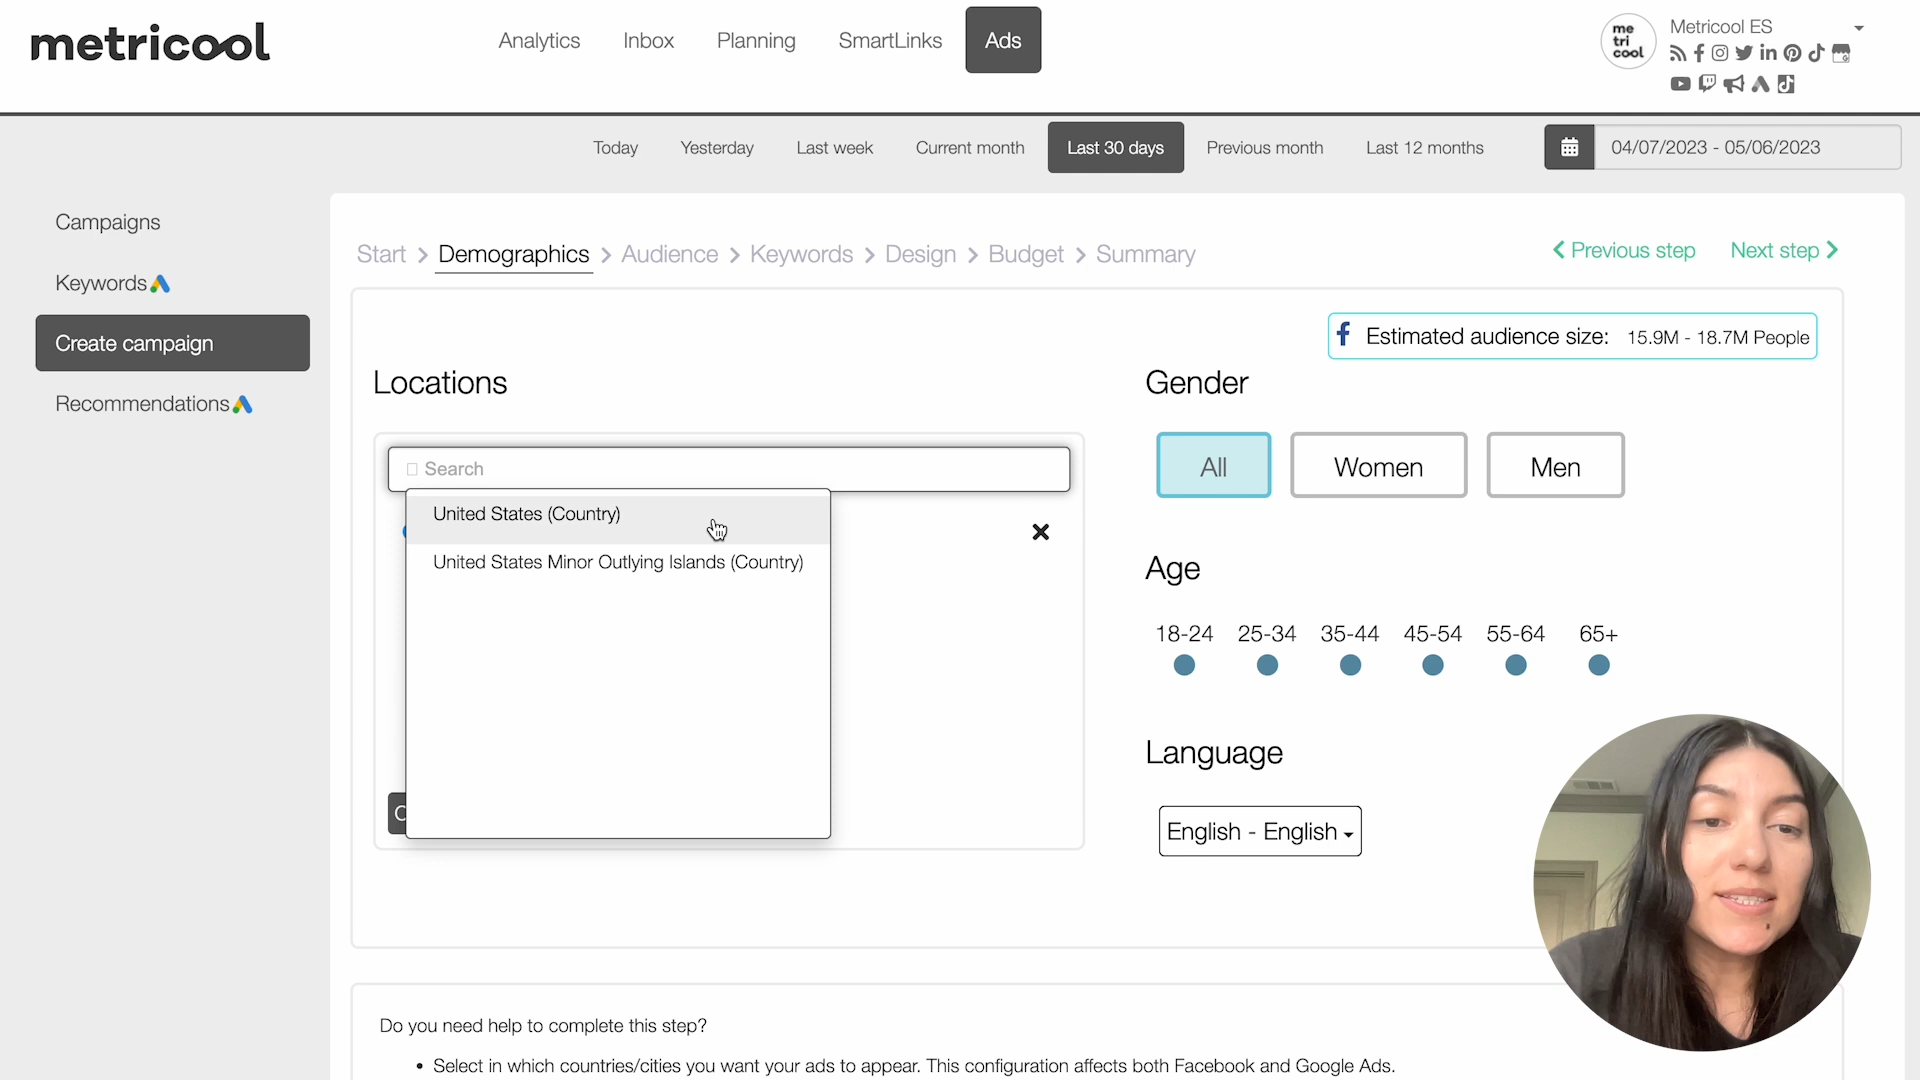 metricool
Analytics
Inbox
Planning
SmartLinks
Ads
me
tri
cool
Metricool ES
Today
Yesterday
Last week
Current month
Last 30 days
Previous month
Last 12 months
04/07/2023 - 05/06/2023
Campaigns
Keywords
Create campaign
Recommendations
Start > Demographics > Audience > Keywords > Design > Budget > Summary
Previous step
Next step
Estimated audience size: 15.9M - 18.7M People
Locations
Search
United States (Country)
United States Minor Outlying Islands (Country)
Gender
All
Women
Men
Age
18-24 25-34 35-44 45-54 55-64 65+
Language
English - English
Do you need help to complete this step?
• Select in which countries/cities you want your ads to appear. This configuration affects both Facebook and Google Ads.